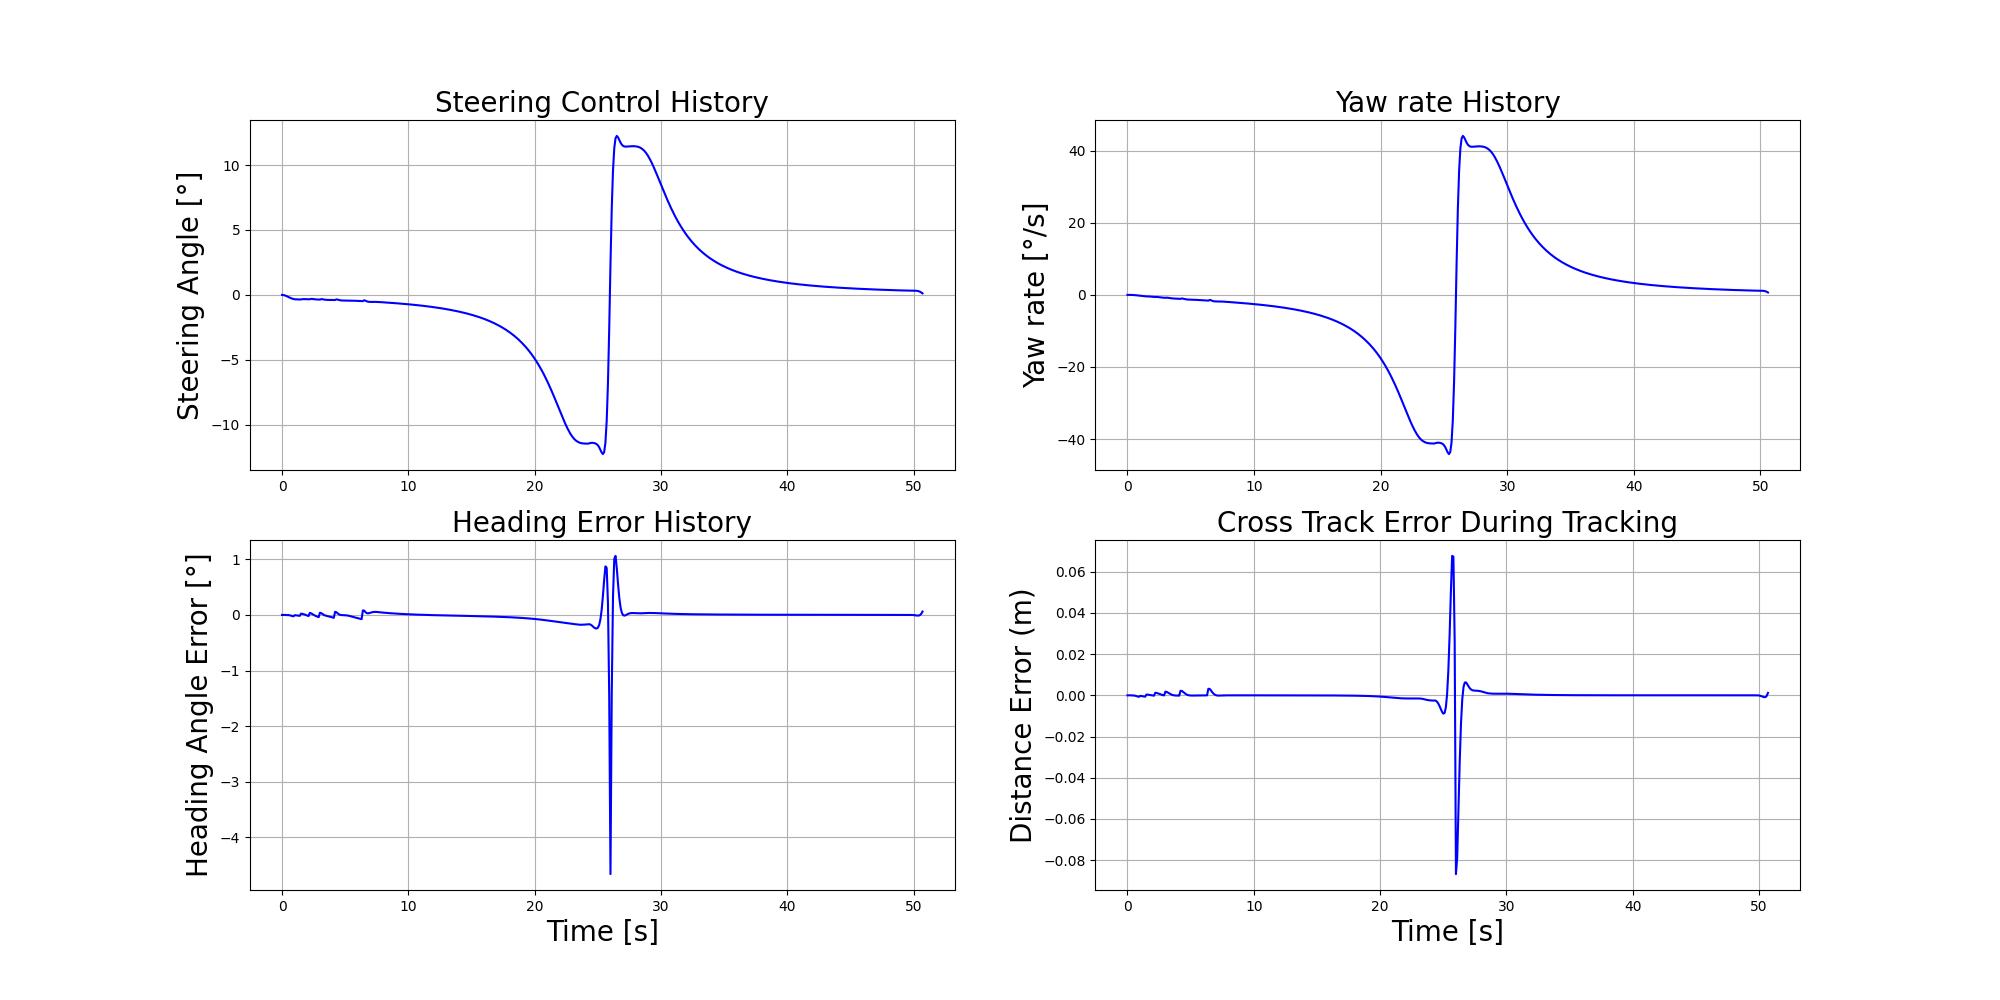 Steering Control History
Yaw rate History
Steering Angle [°]
10
5
0
−5
−10
0 10 20 30 40 50
Yaw rate [°/s]
40
20
0
−20
−40
0 10 20 30 40 50
Heading Error History
Cross Track Error During Tracking
Heading Angle Error [°]
1
0
−1
−2
−3
−4
0 10 20 30 40 50
Time [s]
Distance Error (m)
0.06
0.04
0.02
0.00
−0.02
−0.04
−0.06
−0.08
0 10 20 30 40 50
Time [s]